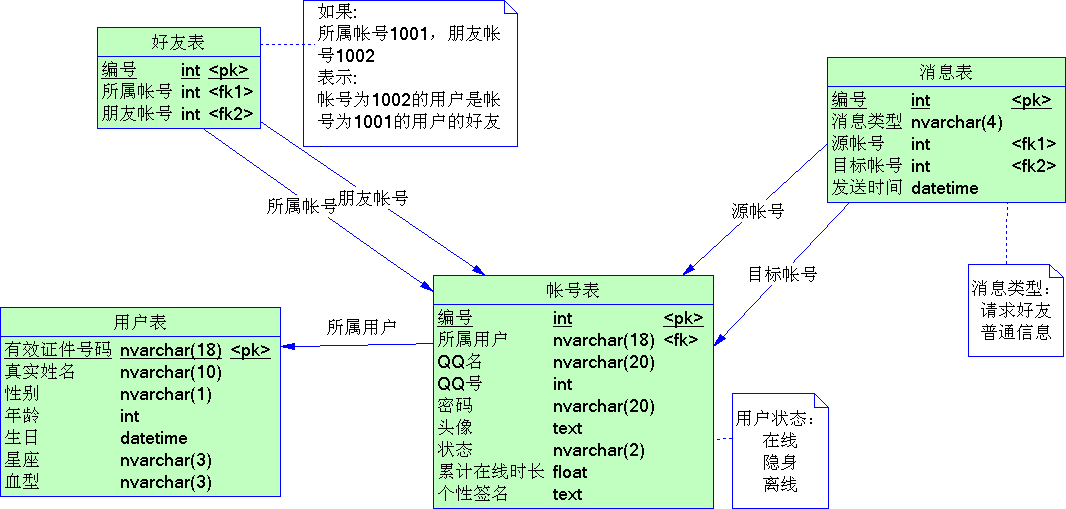 好友表
编号 int <pk>
所属帐号 int <fk1>
朋友帐号 int <fk2>
如果:
所属帐号1001，朋友帐
号1002
表示:
帐号为1002的用户是帐
号为1001的用户的好友
消息表
编号 int <pk>
消息类型 nvarchar(4)
源帐号 int <fk1>
目标帐号 int <fk2>
发送时间 datetime
所属帐号
朋友帐号
源帐号
目标帐号
消息类型:
请求好友
普通信息
用户表
有效证件号码 nvarchar(18) <pk>
真实姓名 nvarchar(10)
性别 nvarchar(1)
年龄 int
生日 datetime
星座 nvarchar(3)
血型 nvarchar(3)
所属用户
帐号表
编号 int <pk>
所属用户 nvarchar(18) <fk>
QQ名 nvarchar(20)
QQ号 int
密码 nvarchar(20)
头像 text
状态 nvarchar(2)
累计在线时长 float
个性签名 text
用户状态:
在线
隐身
离线